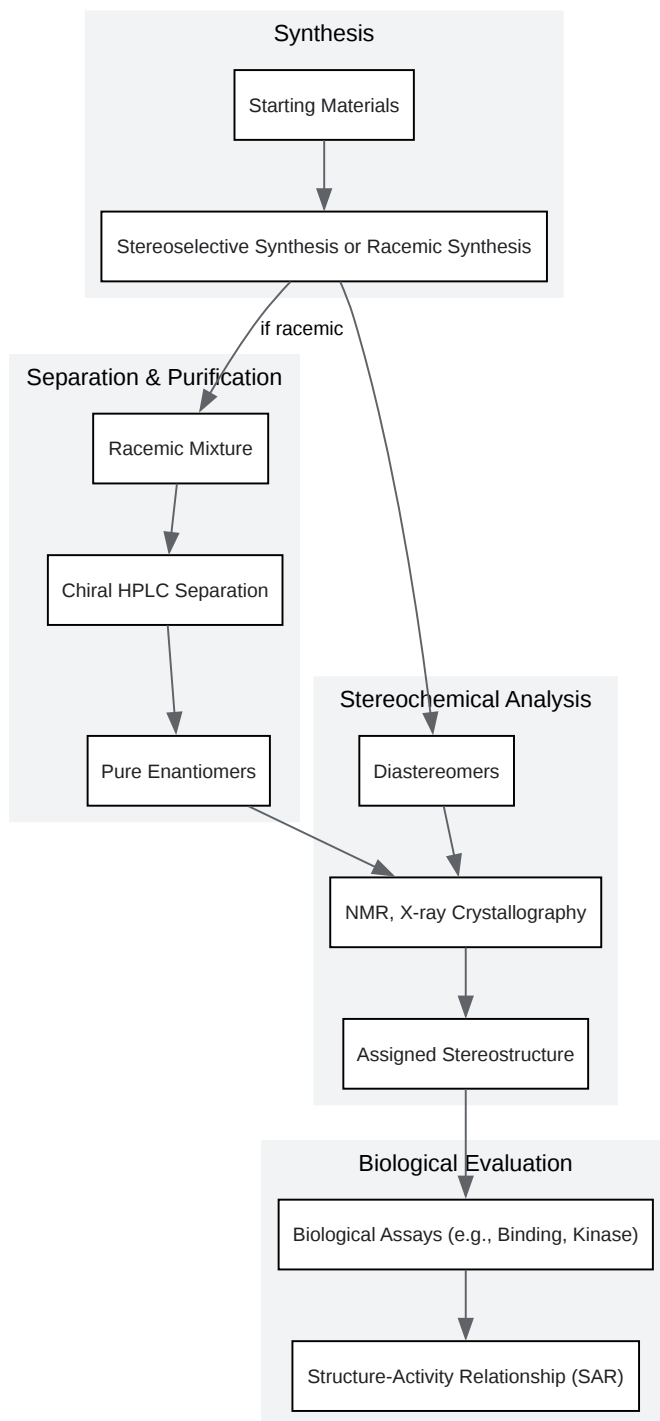 Synthesis
Starting Materials
Stereoselective Synthesis or Racemic Synthesis
if racemic
Separation & Purification
Racemic Mixture
Chiral HPLC Separation
Pure Enantiomers
Stereochemical Analysis
Diastereomers
NMR, X-ray Crystallography
Assigned Stereostructure
Biological Evaluation
Biological Assays (e.g., Binding, Kinase)
Structure-Activity Relationship (SAR)